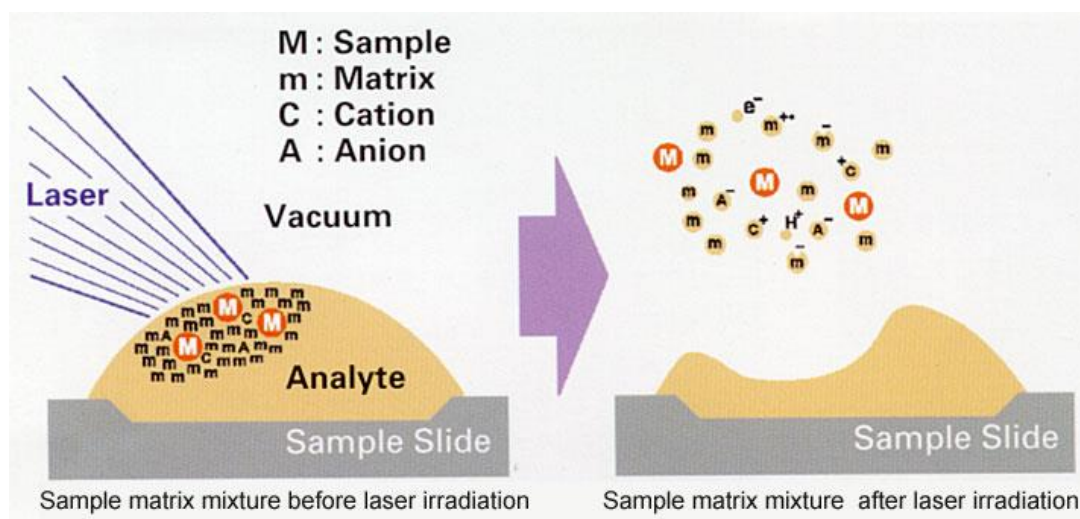 M : Sample
m : Matrix
C : Cation
A : Anion
Laser
Vacuum
m m m m
m m M m m m
m m m C M m
m A m m m m
m m M m m A m m
m m C m m m
m m m m
Analyte
Sample Slide
Sample matrix mixture before laser irradiation
e⁻
m m⁺• m⁻
M m ⁺C m
m A⁻ M m M
m C⁺ H⁺ A⁻
m m⁻ m
Sample Slide
Sample matrix mixture after laser irradiation